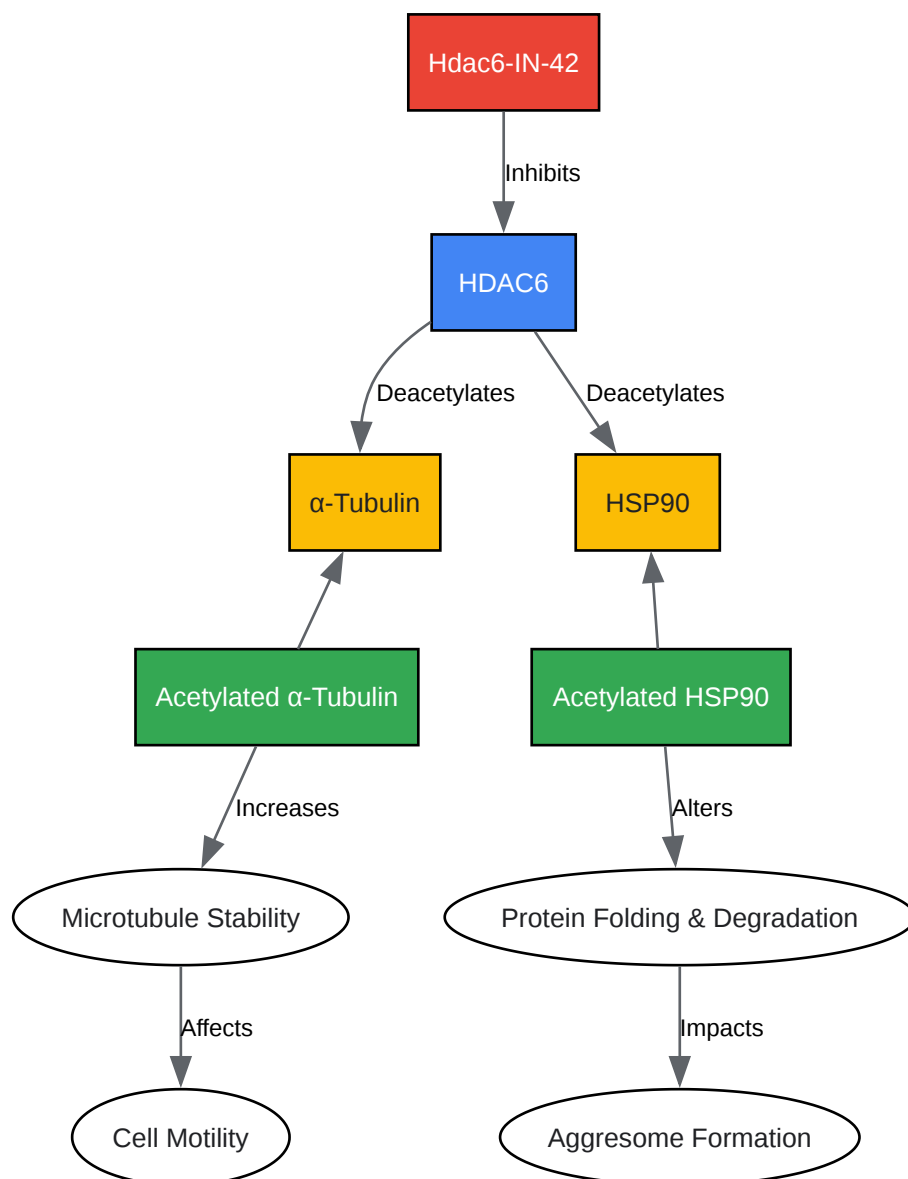 Hdac6-IN-42
Inhibits
HDAC6
Deacetylates
Deacetylates
α-Tubulin
HSP90
Acetylated α-Tubulin
Acetylated HSP90
Increases
Alters
Microtubule Stability
Protein Folding & Degradation
Affects
Impacts
Cell Motility
Aggresome Formation